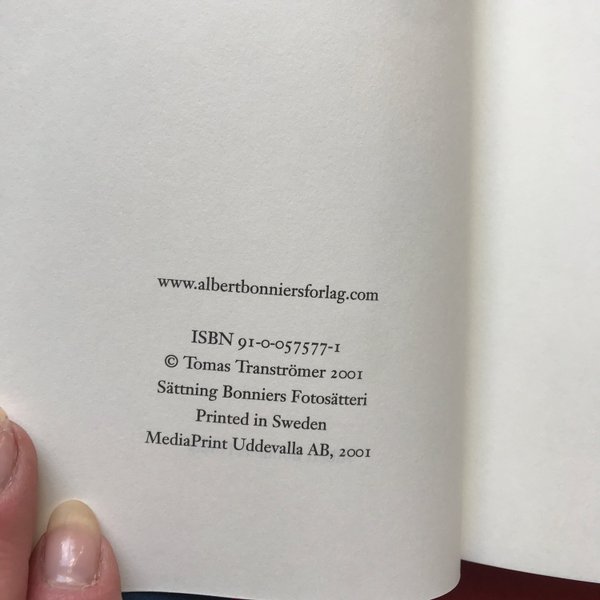 www.albertbonniersforlag.com
ISBN 91-0-057577-1
© Tomas Tranströmer 2001
Sättning Bonniers Fotosätteri
Printed in Sweden
MediaPrint Uddevalla AB, 2001